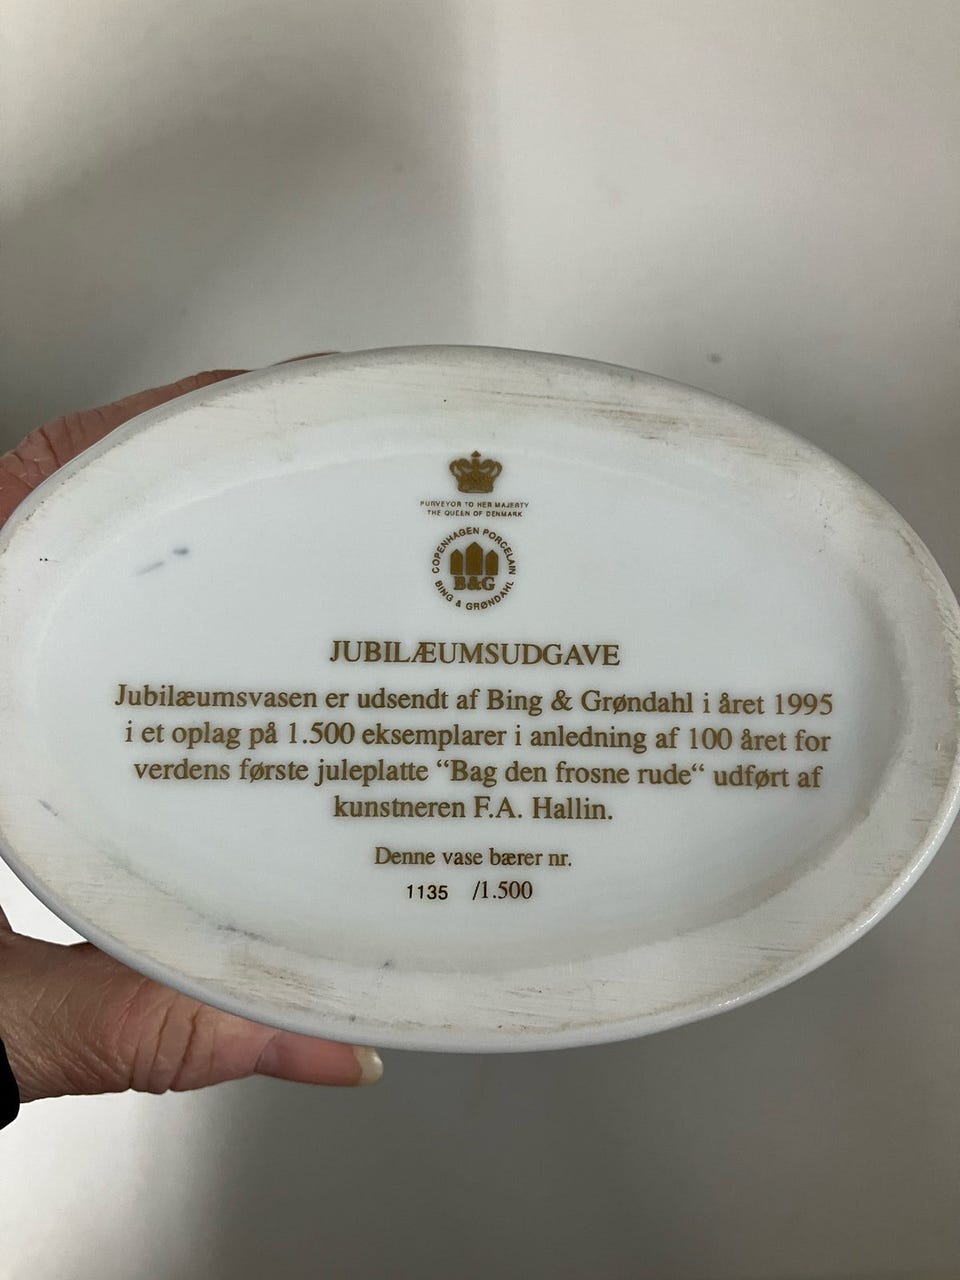 PURVEYOR TO HER MAJESTY
THE QUEEN OF DENMARK
COPENHAGEN PORCELAIN
B&G
BING & GRØNDAHL
JUBILÆUMSUDGAVE
Jubilæumsvasen er udsendt af Bing & Grøndahl i året 1995
i et oplag på 1.500 eksemplarer i anledning af 100 året for
verdens første juleplatte “Bag den frosne rude“ udført af
kunstneren F.A. Hallin.
Denne vase bærer nr.
1135 /1.500